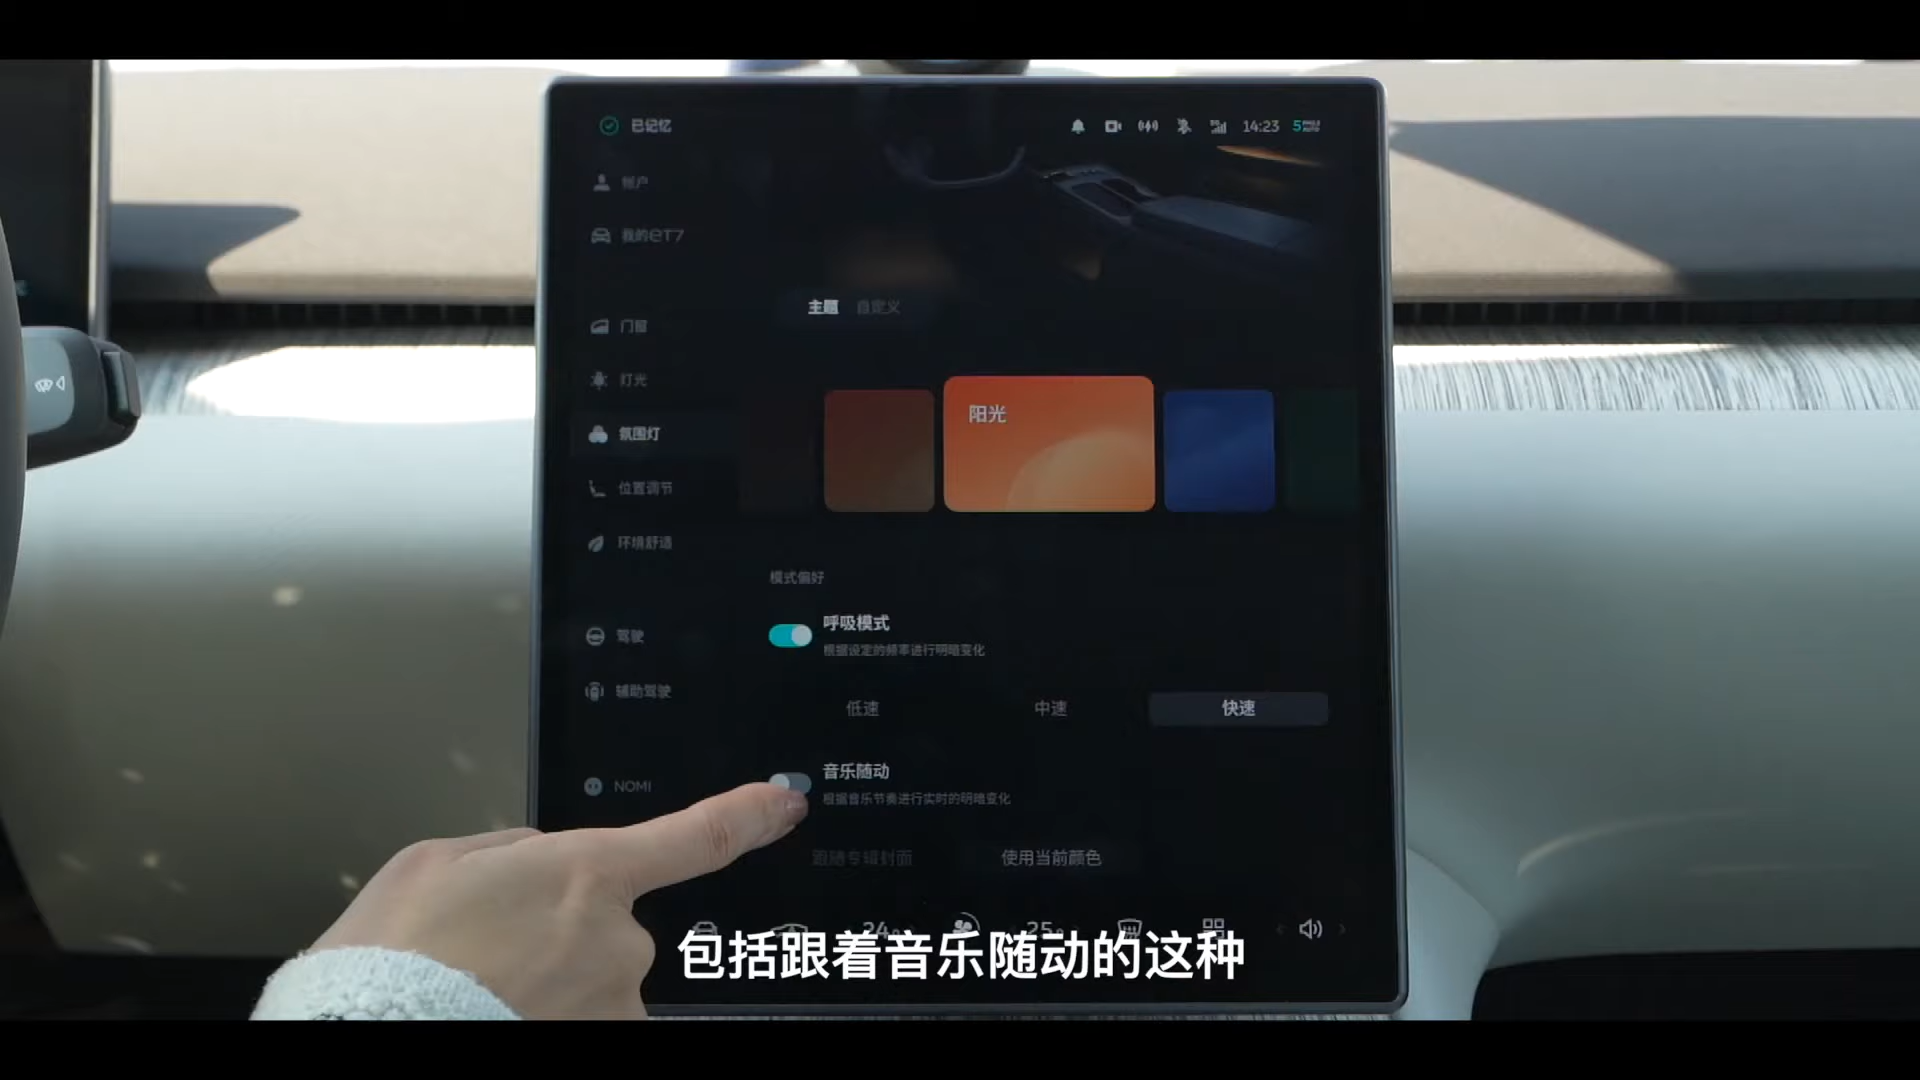 已记忆
14:23
帐户
我的ET7
主题 自定义
门窗
灯光
阳光
氛围灯
位置调节
环境舒适
模式偏好
呼吸模式
根据设定的频率进行明暗变化
驾驶
辅助驾驶
低速 中速 快速
音乐随动
根据音乐节奏进行实时的明暗变化
NOMI
跟随专辑封面 使用当前颜色
24 25
包括跟着音乐随动的这种